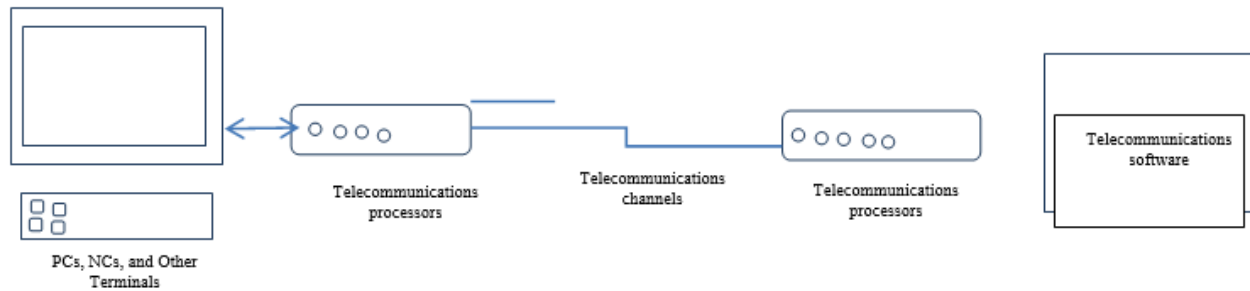 Telecommunications
software
Telecommunications
channels
Telecommunications
processors
Telecommunications
processors
PCs, NCs, and Other
Terminals